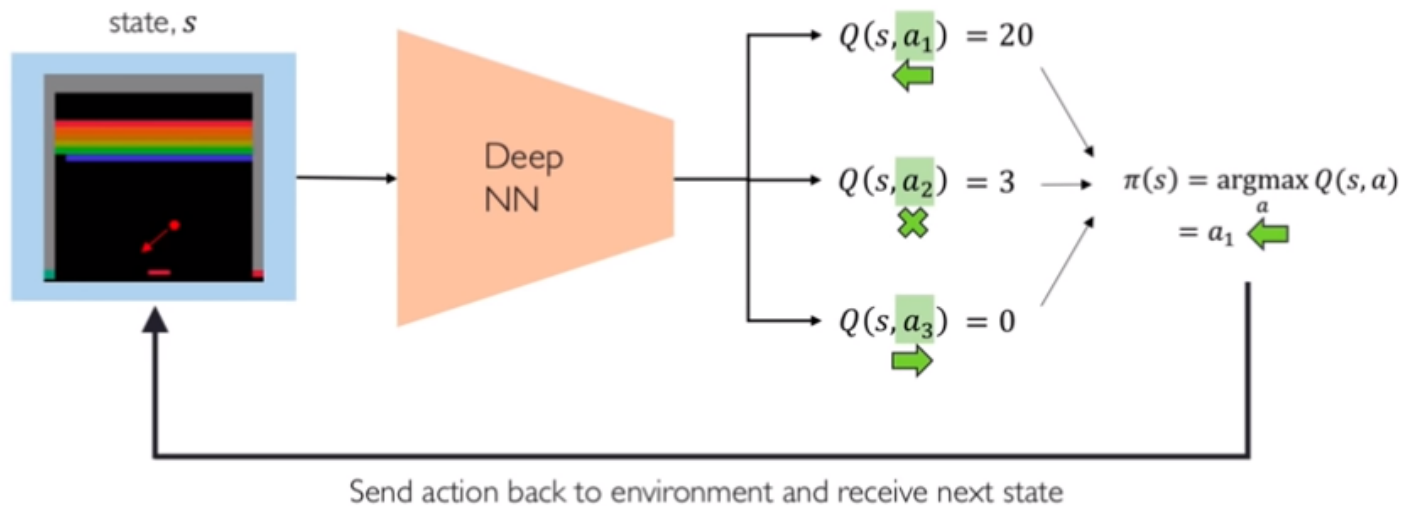 state, s
Deep
NN
Q(s, a₁) = 20
Q(s, a₂) = 3
Q(s, a₃) = 0
π(s) = argmax Q(s, a)
a
= a₁
Send action back to environment and receive next state